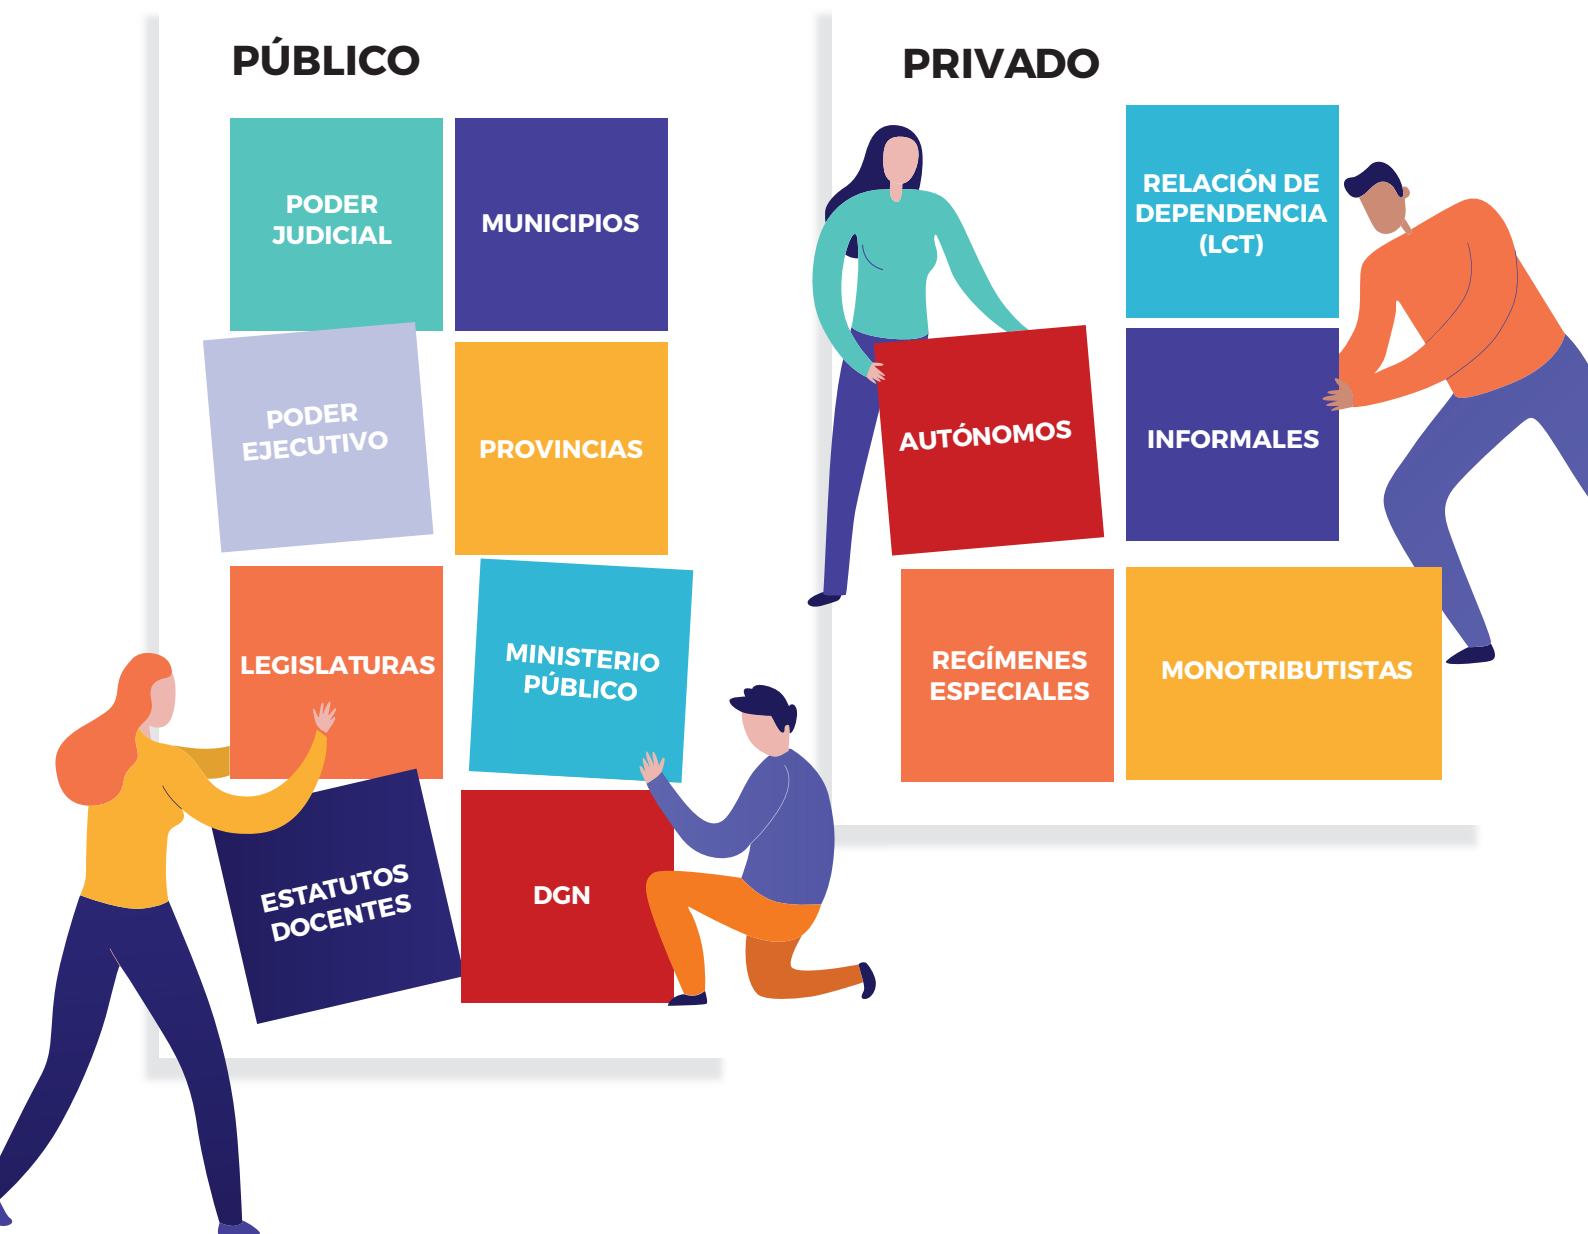 PÚBLICO
PODER
JUDICIAL
MUNICIPIOS
PODER
EJECUTIVO
PROVINCIAS
LEGISLATURAS
MINISTERIO
PÚBLICO
ESTATUTOS
DOCENTES
DGN
PRIVADO
RELACIÓN DE
DEPENDENCIA
(LCT)
AUTÓNOMOS
INFORMALES
REGÍMENES
ESPECIALES
MONOTRIBUTISTAS